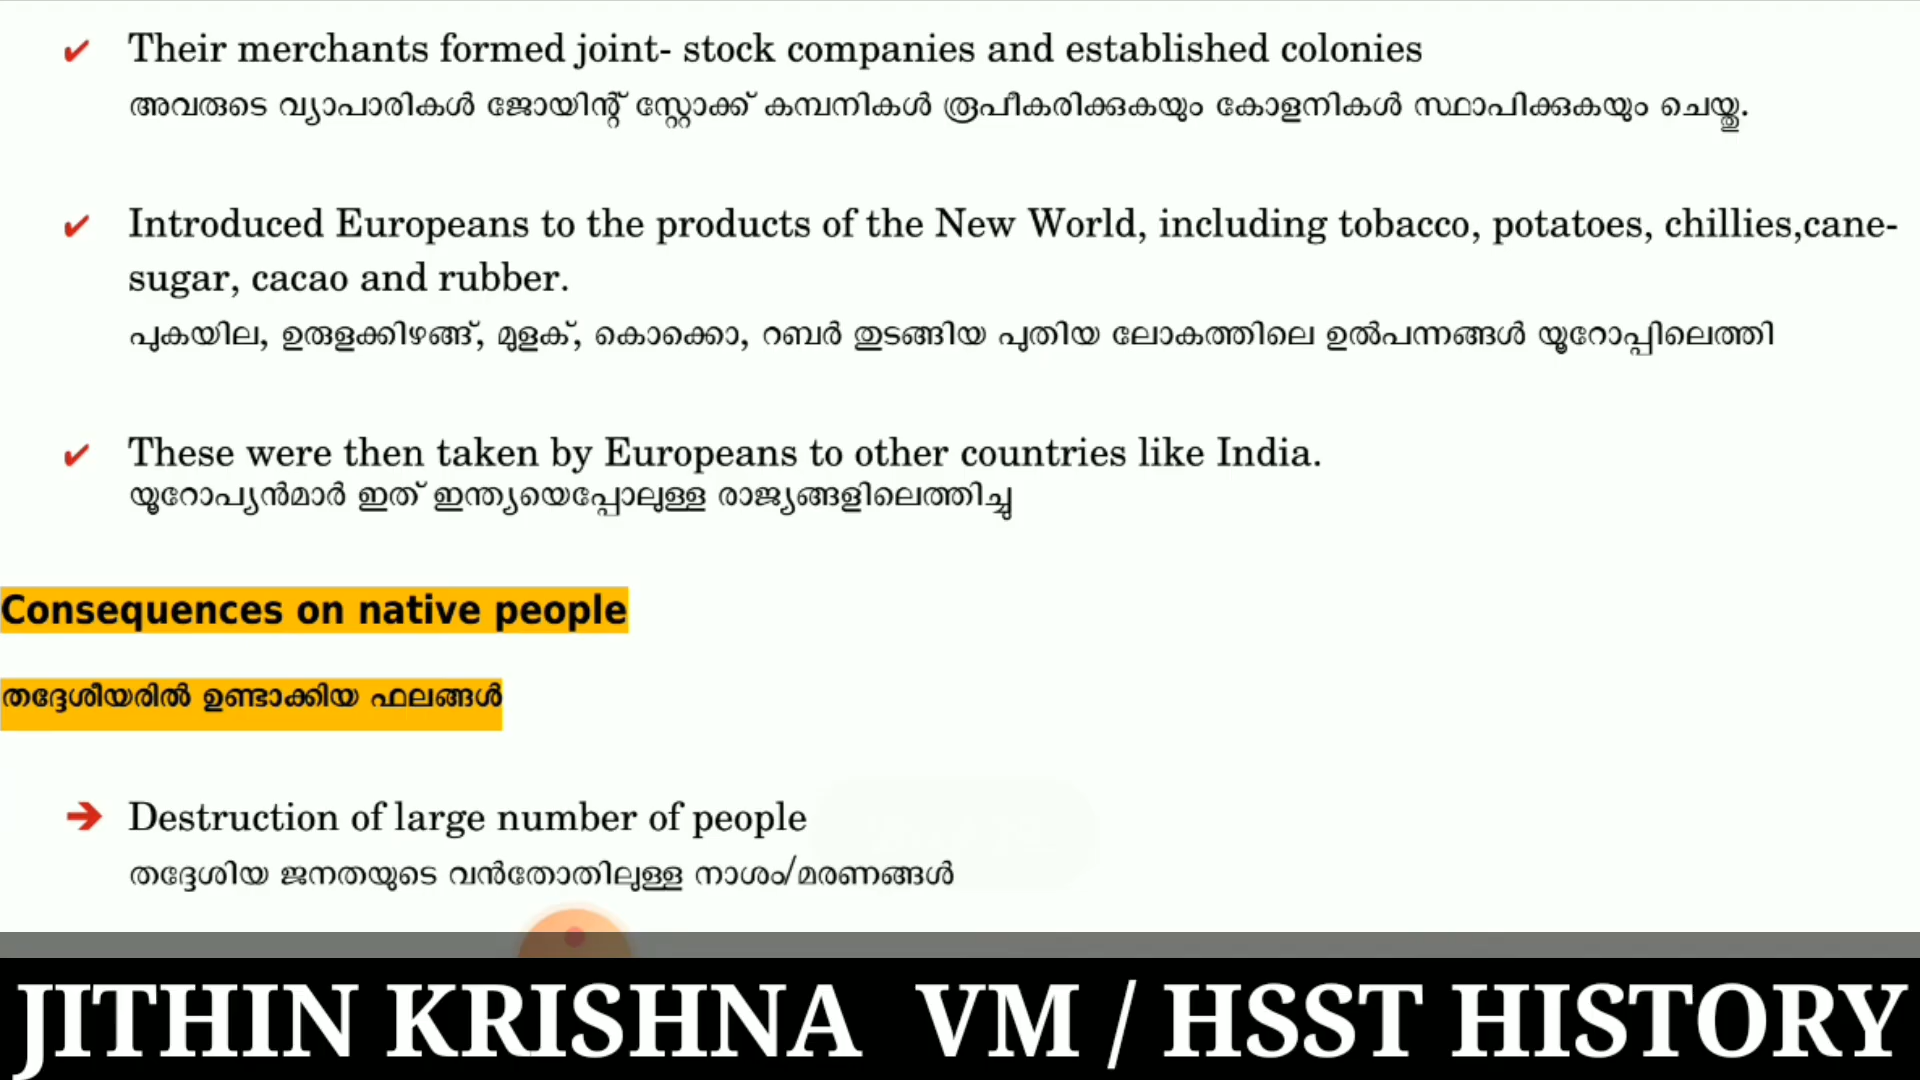 Their merchants formed joint- stock companies and established colonies
അവരുടെ വ്യാപാരികൾ ജോയിന്റ് സ്റ്റോക്ക് കമ്പനികൾ രൂപീകരിക്കുകയും കോളനികൾ സ്ഥാപിക്കുകയും ചെയ്തു.
Introduced Europeans to the products of the New World, including tobacco, potatoes, chillies,cane-
sugar, cacao and rubber.
പുകയില, ഉരുളക്കിഴങ്ങ്, മുളക്, കൊക്കൊ, റബർ തുടങ്ങിയ പുതിയ ലോകത്തിലെ ഉൽപന്നങ്ങൾ യൂറോപ്പിലെത്തി
These were then taken by Europeans to other countries like India.
യൂറോപ്യൻമാർ ഇത് ഇന്ത്യയെപ്പോലുള്ള രാജ്യങ്ങളിലെത്തിച്ചു
Consequences on native people
തദ്ദേശീയരിൽ ഉണ്ടാക്കിയ ഫലങ്ങൾ
Destruction of large number of people
തദ്ദേശിയ ജനതയുടെ വൻതോതിലുള്ള നാശം/മരണങ്ങൾ
JITHIN KRISHNA VM / HSST HISTORY